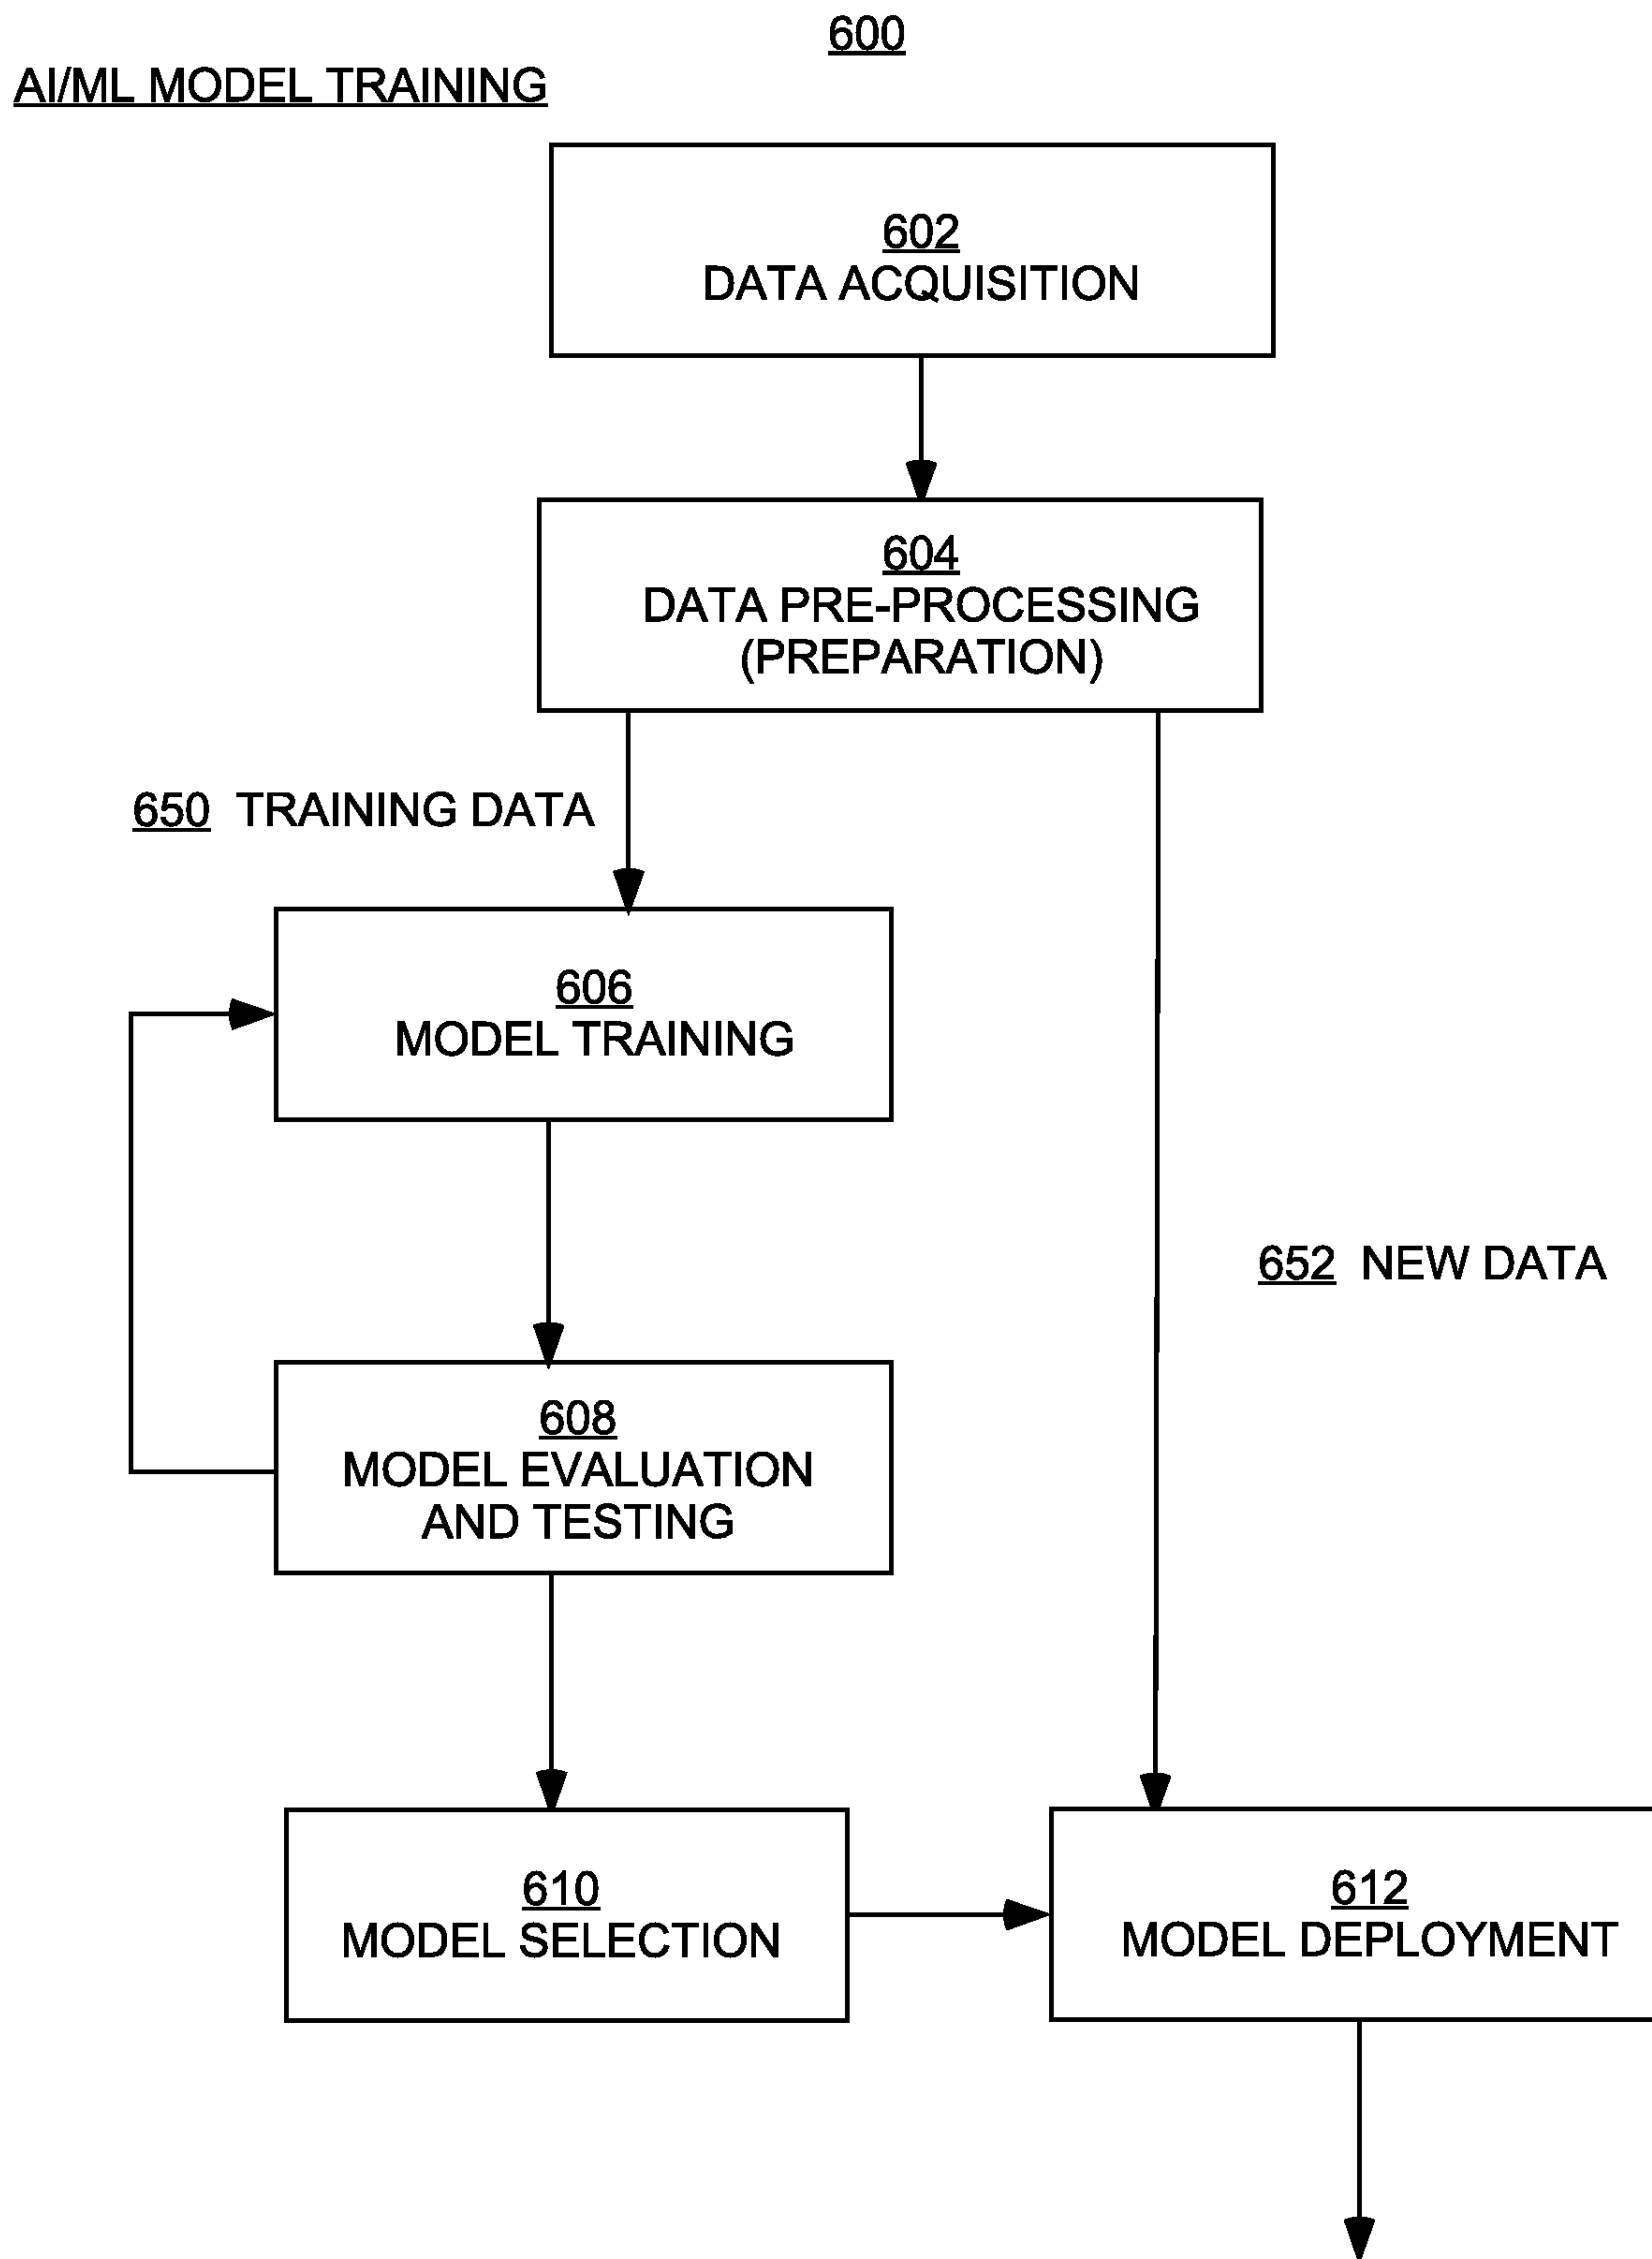 600
AI/ML MODEL TRAINING
602
DATA ACQUISITION
604
DATA PRE-PROCESSING
(PREPARATION)
650 TRAINING DATA
606
MODEL TRAINING
652 NEW DATA
608
MODEL EVALUATION
AND TESTING
610
MODEL SELECTION
612
MODEL DEPLOYMENT